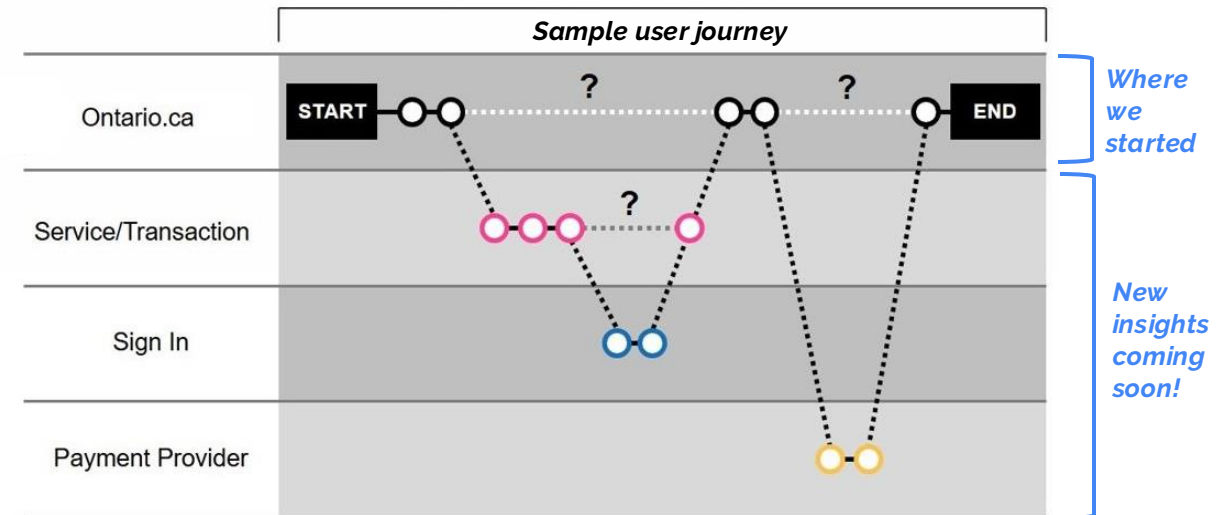 Sample user journey
Ontario.ca
START
?
?
END
Where
we
started
Service/Transaction
?
Sign In
New
insights
coming
soon!
Payment Provider